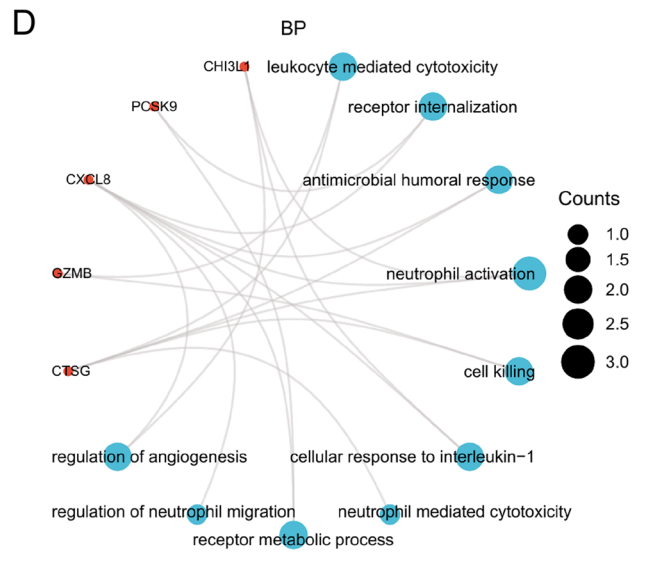 D
BP
CHI3L1
leukocyte mediated cytotoxicity
PCSK9
receptor internalization
CXCL8
antimicrobial humoral response
Counts
1.0
1.5
2.0
2.5
3.0
GZMB
neutrophil activation
CTSG
cell killing
regulation of angiogenesis
cellular response to interleukin−1
regulation of neutrophil migration
neutrophil mediated cytotoxicity
receptor metabolic process